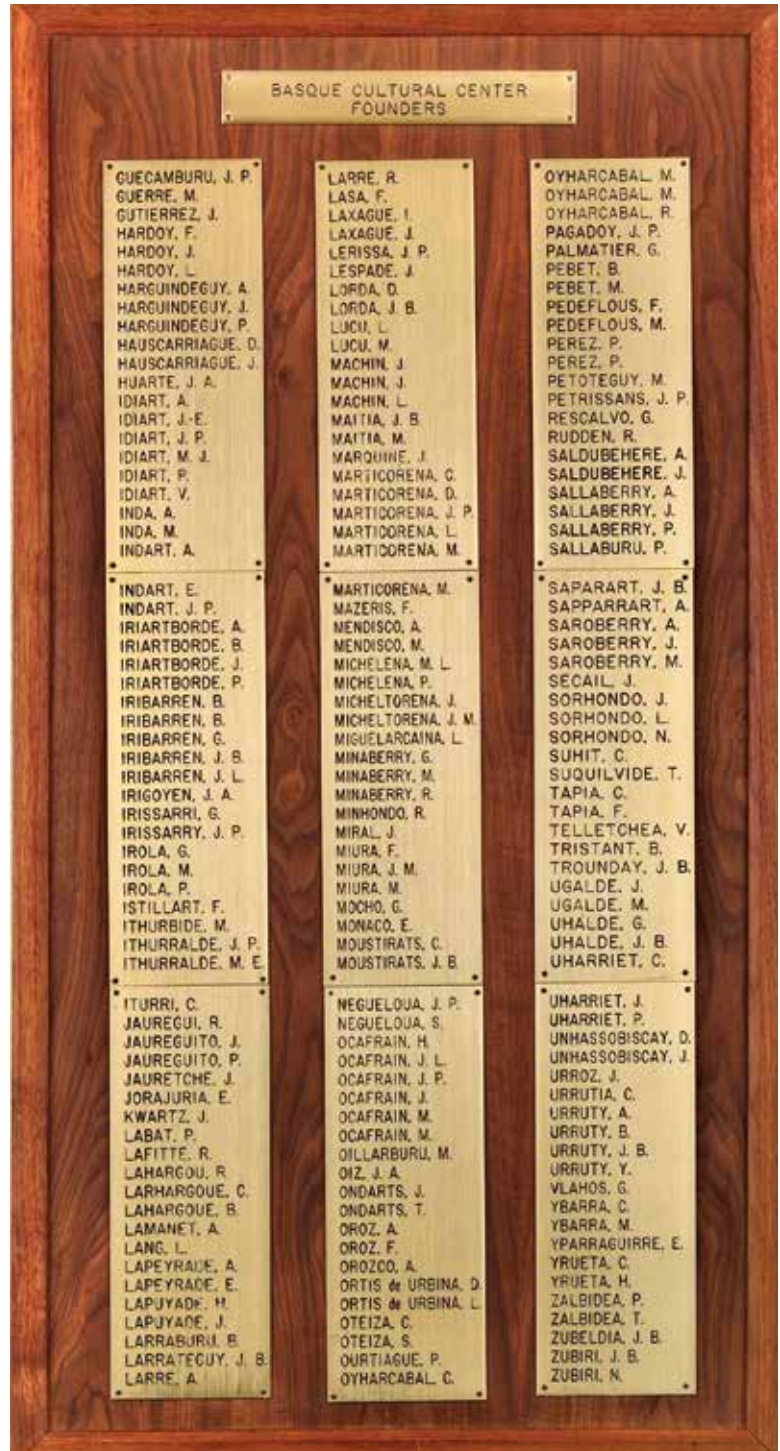 BASQUE CULTURAL CENTER
FOUNDERS
GUECAMBURU, J. P.
GUERRE, M.
GUTIERREZ, J.
HARDOY, F.
HARDOY, J.
HARDOY, L.
HARGUINDEGUY, A.
HARGUINDEGUY, J.
HARGUINDEGUY, P.
HAUSCARRIAGUE, D.
HAUSCARRIAGUE, J.
HUARTE, J. A.
IDIART, A.
IDIART, J.-E.
IDIART, J. P.
IDIART, M. J.
IDIART, P.
IDIART, V.
INDA, A.
INDA, M.
INDART, A.
INDART, E.
INDART, J. P.
IRIARTBORDE, A.
IRIARTBORDE, B.
IRIARTBORDE, J.
IRIARTBORDE, P.
IRIBARREN, B.
IRIBARREN, B.
IRIBARREN, G.
IRIBARREN, J. B.
IRIBARREN, J. L.
IRIGOYEN, J. A.
IRISSARRI, G.
IRISSARRY, J. P.
IROLA, G.
IROLA, M.
IROLA, P.
ISTILLART, F.
ITHURBIDE, M.
ITHURRALDE, J. P.
ITHURRALDE, M. E.
ITURRI, C.
JAUREGUI, R.
JAUREGUITO, J.
JAUREGUITO, P.
JAURETCHE, J.
JORAJURIA, E.
KWARTZ, J.
LABAT, P.
LAFITTE, R.
LAHARGOU, R.
LARHARGOUE, C.
LAHARGOUE, B.
LAMANET, A.
LANG, L.
LAPEYRADE, A.
LAPEYRADE, E.
LAPUYADE, H.
LAPUYADE, J.
LARRABURU, B.
LARRATEGUY, J. B.
LARRE, A.
LARRE, R.
LASA, F.
LAXAGUE, I.
LAXAGUE, J.
LERISSA, J. P.
LESPADE, J.
LORDA, D.
LORDA, J. B.
LUCU, L.
LUCU, M.
MACHIN, J.
MACHIN, J.
MACHIN, L.
MAITIA, J. B.
MAITIA, M.
MARQUINE, J.
MARTICORENA, C.
MARTICORENA, D.
MARTICORENA, J. P.
MARTICORENA, L.
MARTICORENA, M.
MARTICORENA, M.
MAZERIS, F.
MENDISCO, A.
MENDISCO, M.
MICHELENA, M. L.
MICHELENA, P.
MICHELTORENA, J.
MICHELTORENA, J. M.
MIGUELARCAINA, L.
MINABERRY, G.
MINABERRY, M.
MINABERRY, R.
MINHONDO, R.
MIRAL, J.
MIURA, F.
MIURA, J. M.
MIURA, M.
MOCHO, G.
MONACO, E.
MOUSTIRATS, C.
MOUSTIRATS, J. B.
NEGUELOUA, J. P.
NEGUELOUA, S.
OCAFRAIN, H.
OCAFRAIN, J. L.
OCAFRAIN, J. P.
OCAFRAIN, J.
OCAFRAIN, M.
OCAFRAIN, M.
OILLARBURU, M.
OIZ, J. A.
ONDARTS, J.
ONDARTS, T.
OROZ, A.
OROZ, F.
OROZCO, A.
ORTIS de URBINA, D.
ORTIS de URBINA, L.
OTEIZA, C.
OTEIZA, S.
OURTIAGUE, P.
OYHARCABAL, C.
OYHARCABAL, M.
OYHARCABAL, M.
OYHARCABAL, R.
PAGADOY, J. P.
PALMATIER, G.
PEBET, B.
PEBET, M.
PEDEFLOUS, F.
PEDEFLOUS, M.
PEREZ, P.
PEREZ, P.
PETOTEGUY, M.
PETRISSANS, J. P.
RESCALVO, G.
RUDDEN, R.
SALDUBEHERE, A.
SALDUBEHERE, J.
SALLABERRY, A.
SALLABERRY, J.
SALLABERRY, P.
SALLABURU, P.
SAPARART, J. B.
SAPPARRART, A.
SAROBERRY, A.
SAROBERRY, J.
SAROBERRY, M.
SECAIL, J.
SORHONDO, J.
SORHONDO, L.
SORHONDO, N.
SUHIT, C.
SUQUILVIDE, T.
TAPIA, C.
TAPIA, F.
TELLETCHEA, V.
TRISTANT, B.
TROUNDAY, J. B.
UGALDE, J.
UGALDE, M.
UHALDE, G.
UHALDE, J. B.
UHARRIET, C.
UHARRIET, J.
UHARRIET, P.
UNHASSOBISCAY, D.
UNHASSOBISCAY, J.
URROZ, J.
URRUTIA, C.
URRUTY, A.
URRUTY, B.
URRUTY, J. B.
URRUTY, Y.
VLAHOS, G.
YBARRA, C.
YBARRA, M.
YPARRAGUIRRE, E.
YRUETA, C.
YRUETA, H.
ZALBIDEA, P.
ZALBIDEA, T.
ZUBELDIA, J. B.
ZUBIRI, J. B.
ZUBIRI, N.